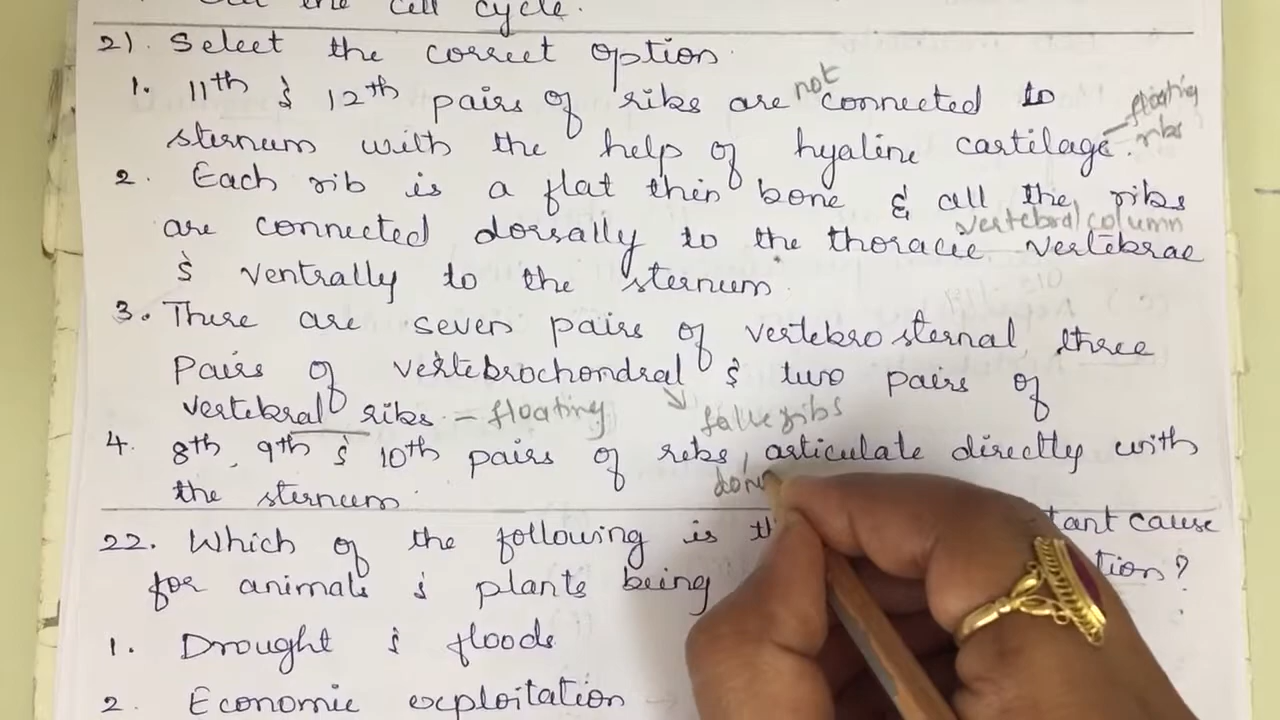 the cell cycle.
21. Select the correct option.
not
1. 11th & 12th pairs of ribs are connected to
floating
ribs
sternum with the help of hyaline cartilage.
2. Each rib is a flat thin bone & all the ribs
vertebral column
are connected dorsally to the thoracic vertebrae
& ventrally to the sternum.
3. There are seven pairs of vertebrosternal, three
Pairs of vertebrochondral & two pairs of
vertebral ribs. - floating
false ribs
4. 8th, 9th & 10th pairs of ribs articulate directly with
the sternum.
22. Which of the following is
tant cause
for animals & plants being
tion?
1. Drought & floods
2. Economic exploitation